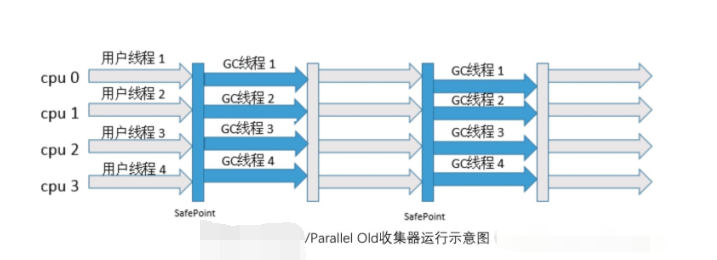 用户线程 1
GC线程 1
GC线程 1
cpu 0
用户线程 2
GC线程 2
GC线程 2
cpu 1
用户线程 3
GC线程 3
GC线程 3
cpu 2
用户线程 4
GC线程 4
GC线程 4
cpu 3
SafePoint
SafePoint
/Parallel Old收集器运行示意图